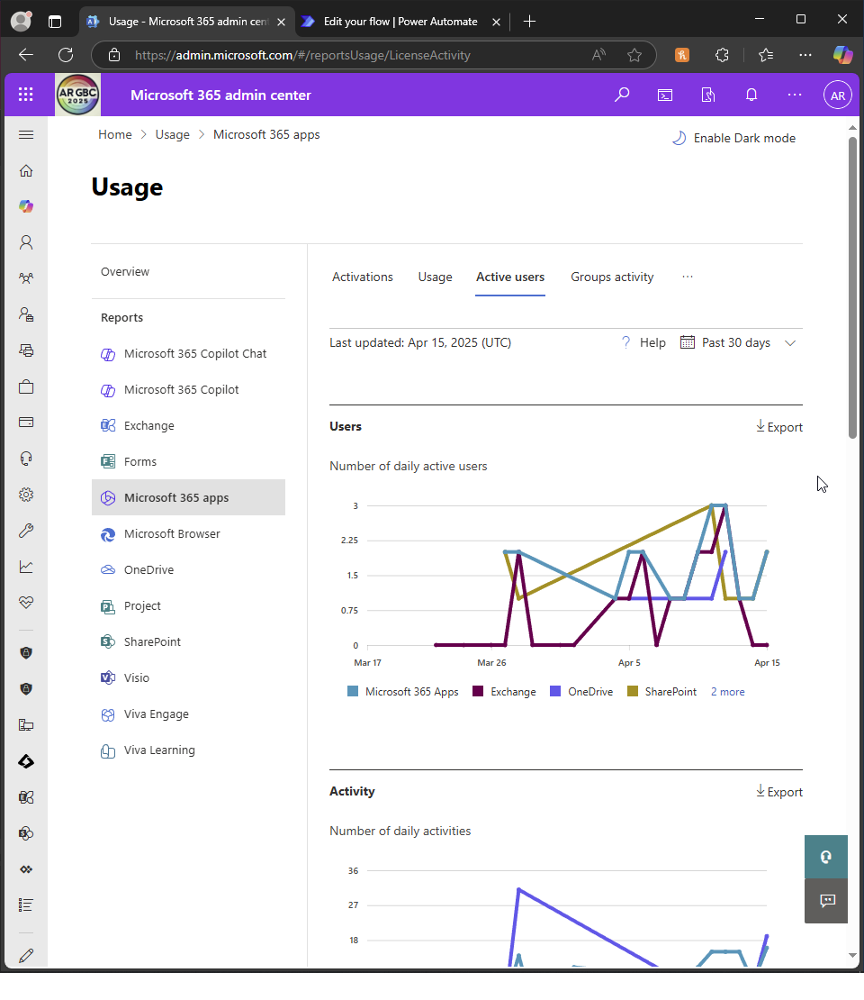 Usage - Microsoft 365 admin cent
Edit your flow | Power Automate
https://admin.microsoft.com/#/reportsUsage/LicenseActivity
AR GBC
2025
Microsoft 365 admin center
AR
Home > Usage > Microsoft 365 apps
Enable Dark mode
Usage
Overview
Reports
Microsoft 365 Copilot Chat
Microsoft 365 Copilot
Exchange
Forms
Microsoft 365 apps
Microsoft Browser
OneDrive
Project
SharePoint
Visio
Viva Engage
Viva Learning
Activations Usage Active users Groups activity ...
Last updated: Apr 15, 2025 (UTC) ? Help Past 30 days
Users Export
Number of daily active users
3
2.25
1.5
0.75
0
Mar 17 Mar 26 Apr 5 Apr 15
Microsoft 365 Apps Exchange OneDrive SharePoint 2 more
Activity Export
Number of daily activities
36
27
18